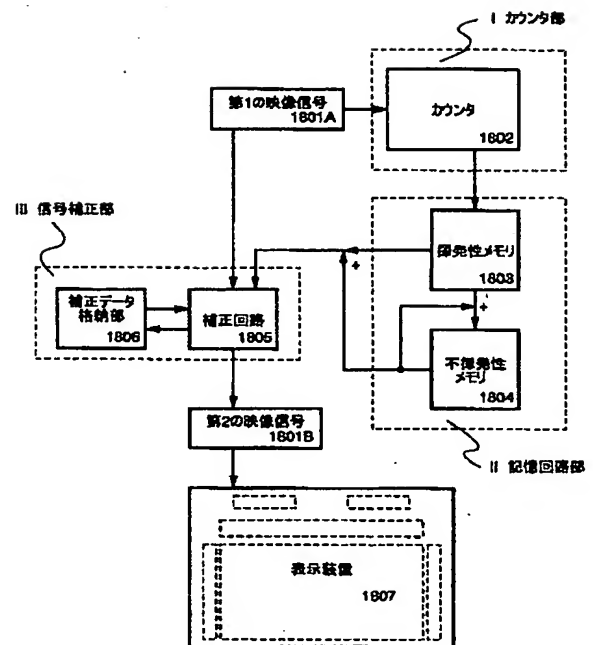 I カウンタ部
第1の映像信号
1801A
カウンタ
1802
III 信号補正部
揮発性メモリ
1803
補正データ
格納部
1806
補正回路
1805
+
+
不揮発性
メモリ
1804
第2の映像信号
1801B
II 記憶回路部
表示装置
1807